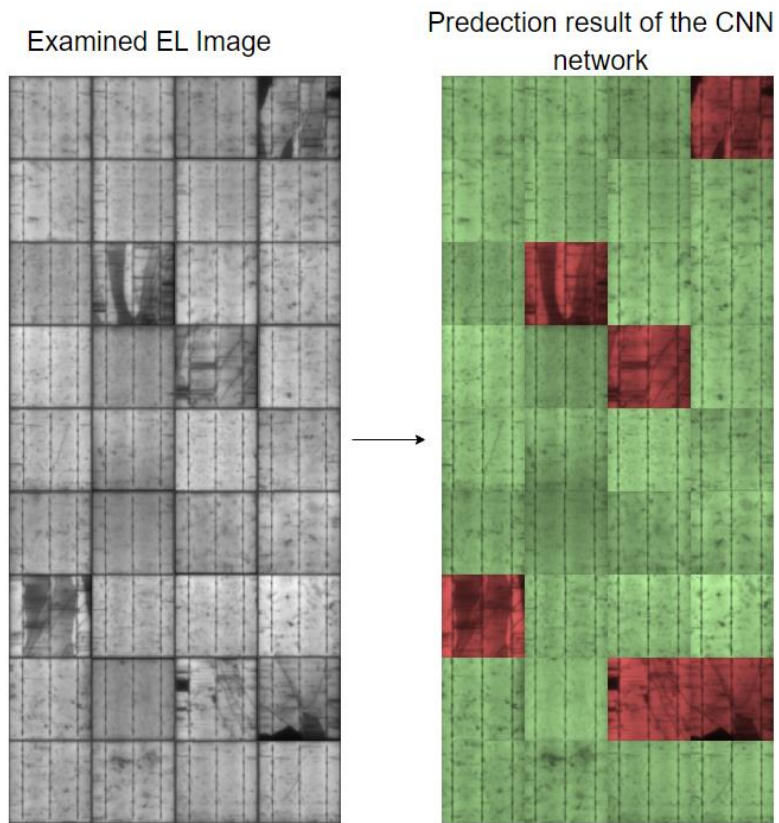 Examined EL Image
Predection result of the CNN
network